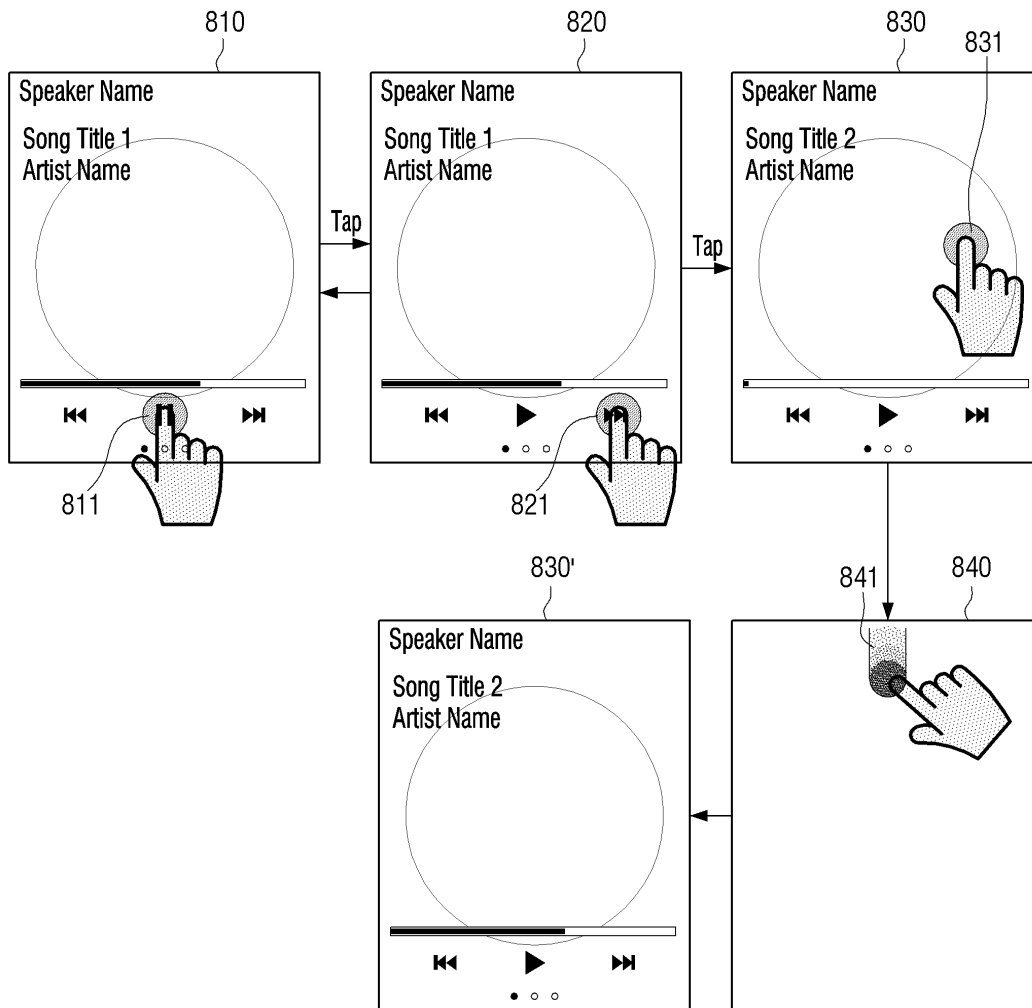 810
820
830
831
Speaker Name
Song Title 1
Artist Name
Tap
811
Speaker Name
Song Title 1
Artist Name
Tap
821
Speaker Name
Song Title 2
Artist Name
830'
841
840
Speaker Name
Song Title 2
Artist Name